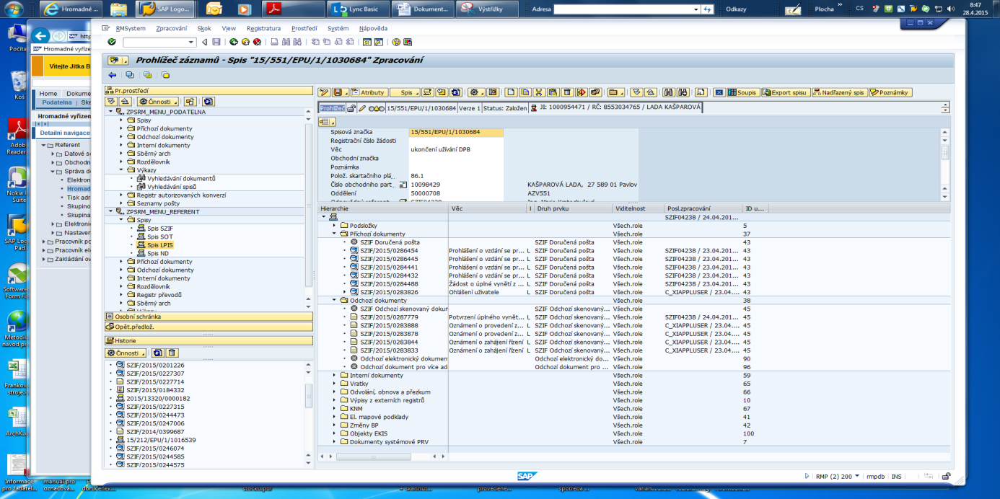 Hromadné ...
SAP Logo...
Lync Basic
Dokument...
Výstřižky
Adresa
Odkazy
Plocha
CS
8:47
28.4.2015
Počíta
Koš
Adob
Reader
Nokia
Suite
SAP Log
Pad
Software
Form F
Metodi
návod p
Frankov
stroje.
ArchKa
Informace
pro žadatel...
manuál pro
označová...
doručenek...
stocku.pdf
4 skartnut...
provedené...
spotřeba ...
http
Hromadné vyříze
Vítejte Jitka B
Home Dokume
Podatelna | Ske
Hromadné vyřízen
Detailní navigace
Referent
Datové s
Obchodn
Správa d
Elektron
Hromad
Tisk adr
Skupino
Skupina
Elektroni
Nastaven
Pracovník po
Pracovník el
Zakládání ov
RMSystem Zpracování Skok View Registratura Prostředí Systém Nápověda
Prohlížeč záznamů - Spis "15/551/EPU/1/1030684" Zpracování
Pr.prostředí
Činnosti
ZPSRM_MENU_PODATELNA
Spisy
Příchozí dokumenty
Odchozí dokumenty
Interní dokumenty
Sběrný arch
Rozdělovník
Výkazy
Vyhledávání dokumentů
Vyhledávání spisů
Registr autorizovaných konverzí
Seznamy pošty
ZPSRM_MENU_REFERENT
Spisy
Spis SZIF
Spis SOT
Spis LPIS
Spis ND
Příchozí dokumenty
Odchozí dokumenty
Interní dokumenty
Rozdělovník
Registr převodů
Sběrný arch
Výkazy
Osobní schránka
Opět.předlož.
Historie
Činnosti
SZIF/2015/0201226
SZIF/2015/0227307
SZIF/2015/0227714
SZIF/2015/0184332
2015/13320/0000182
SZIF/2015/0227315
SZIF/2015/0244473
SZIF/2015/0247006
SZIF/2014/0399687
15/212/EPU/1/1016539
SZIF/2015/0246074
SZIF/2015/0244585
SZIF/2015/0244575
Atributy Spis Soupis Export spisu Nadřazený spis Poznámky
Prohlížeč 15/551/EPU/1/1030684 Verze 1 Status: Založen JI: 1000954471 / RČ: 8553034765 / LADA KAŠPAROVÁ
Spisová značka 15/551/EPU/1/1030684
Registrační číslo žádosti
Věc ukončení užívání DPB
Obchodní značka
Poznámka
Polož. skartačního plá.. 86.1
Číslo obchodního part.. 10098429 KAŠPAROVÁ LADA, 27 589 01 Pavlov
Oddělení 50000708 AZV551
Hierarchie Věc I Druh prvku Viditelnost Posl.zpracování ID u...
SZIF04238 / 24.04.201...
Podsložky Všech.role 5
Příchozí dokumenty Všech.role 37
SZIF Doručená pošta SZIF Doručená pošta Všech.role 43
SZIF/2015/0286454 Prohlášení o vzdání se pr... L SZIF Doručená pošta Všech.role SZIF04238 / 23.04.201... 43
SZIF/2015/0286445 Prohlášení o vzdání se pr... L SZIF Doručená pošta Všech.role SZIF04238 / 23.04.201... 43
SZIF/2015/0284441 Prohlášení o vzdání se pr... L SZIF Doručená pošta Všech.role SZIF04238 / 23.04.201... 43
SZIF/2015/0284432 Prohlášení o vzdání se pr... L SZIF Doručená pošta Všech.role SZIF04238 / 23.04.201... 43
SZIF/2015/0284488 Žádost o úplné vynětí z ... L SZIF Doručená pošta Všech.role SZIF04238 / 23.04.201... 43
SZIF/2015/0283826 Ohlášení uživatele L SZIF Doručená pošta Všech.role C_XIAPPLUSER / 23.04.... 43
Odchozí dokumenty Všech.role 38
SZIF Odchozí skenovaný dokun SZIF Odchozí skenovaný... Všech.role 45
SZIF/2015/0287779 Potvrzení úplného vynět... L SZIF Odchozí skenovaný... Všech.role SZIF04238 / 24.04.201... 45
SZIF/2015/0283888 Oznámení o provedení z... L SZIF Odchozí skenovaný... Všech.role C_XIAPPLUSER / 23.04.... 45
SZIF/2015/0283878 Oznámení o provedení z... L SZIF Odchozí skenovaný... Všech.role C_XIAPPLUSER / 23.04.... 45
SZIF/2015/0283844 Oznámení o zahájení řízení L SZIF Odchozí skenovaný... Všech.role C_XIAPPLUSER / 23.04.... 45
SZIF/2015/0283833 Oznámení o zahájení řízení L SZIF Odchozí skenovaný... Všech.role C_XIAPPLUSER / 23.04.... 45
Odchozí elektronický dokumen Odchozí elektronický do... Všech.role 90
Odchozí dokument pro více ad Odchozí dokument pro ... Všech.role 96
Interní dokumenty Všech.role 59
Vratky Všech.role 65
Odvolání, obnova a přezkum Všech.role 66
Výpisy z externích registrů Všech.role 10
KNM Všech.role 67
El. mapové podklady Všech.role 41
Změny BP Všech.role 42
Objekty EKIS Všech.role 100
Dokumenty systémové PRV Všech.role 7
SAP
RMP (2) 200 rmpdb INS